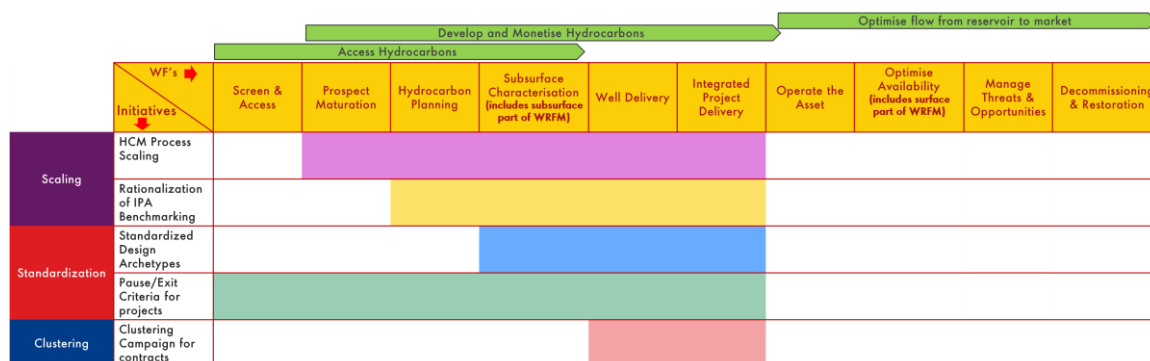 Optimise flow from reservoir to market
Develop and Monetise Hydrocarbons
Access Hydrocarbons
WF's
Initiatives
Screen &
Access
Prospect
Maturation
Hydrocarbon
Planning
Subsurface
Characterisation
(includes subsurface
part of WRFM)
Well Delivery
Integrated
Project
Delivery
Operate the
Asset
Optimise
Availability
(includes surface
part of WRFM)
Manage
Threats &
Opportunities
Decommissioning
& Restoration
Scaling
HCM Process
Scaling
Rationalization
of IPA
Benchmarking
Standardization
Standardized
Design
Archetypes
Pause/Exit
Criteria for
projects
Clustering
Clustering
Campaign for
contracts